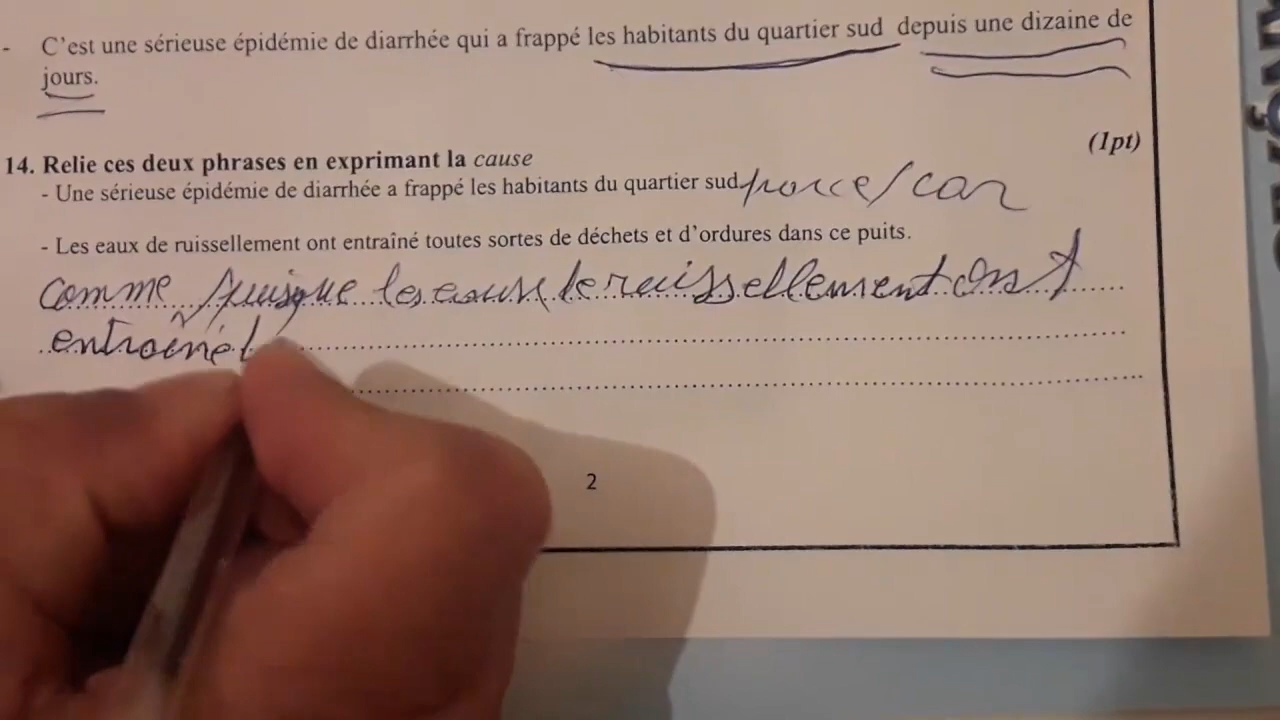 - C'est une sérieuse épidémie de diarrhée qui a frappé les habitants du quartier sud depuis une dizaine de
jours.
(1pt)
14. Relie ces deux phrases en exprimant la cause
- Une sérieuse épidémie de diarrhée a frappé les habitants du quartier sud /car
- Les eaux de ruissellement ont entraîné toutes sortes de déchets et d'ordures dans ce puits.
comme / puisque les eaux de ruissellement ont
entraîné t
2